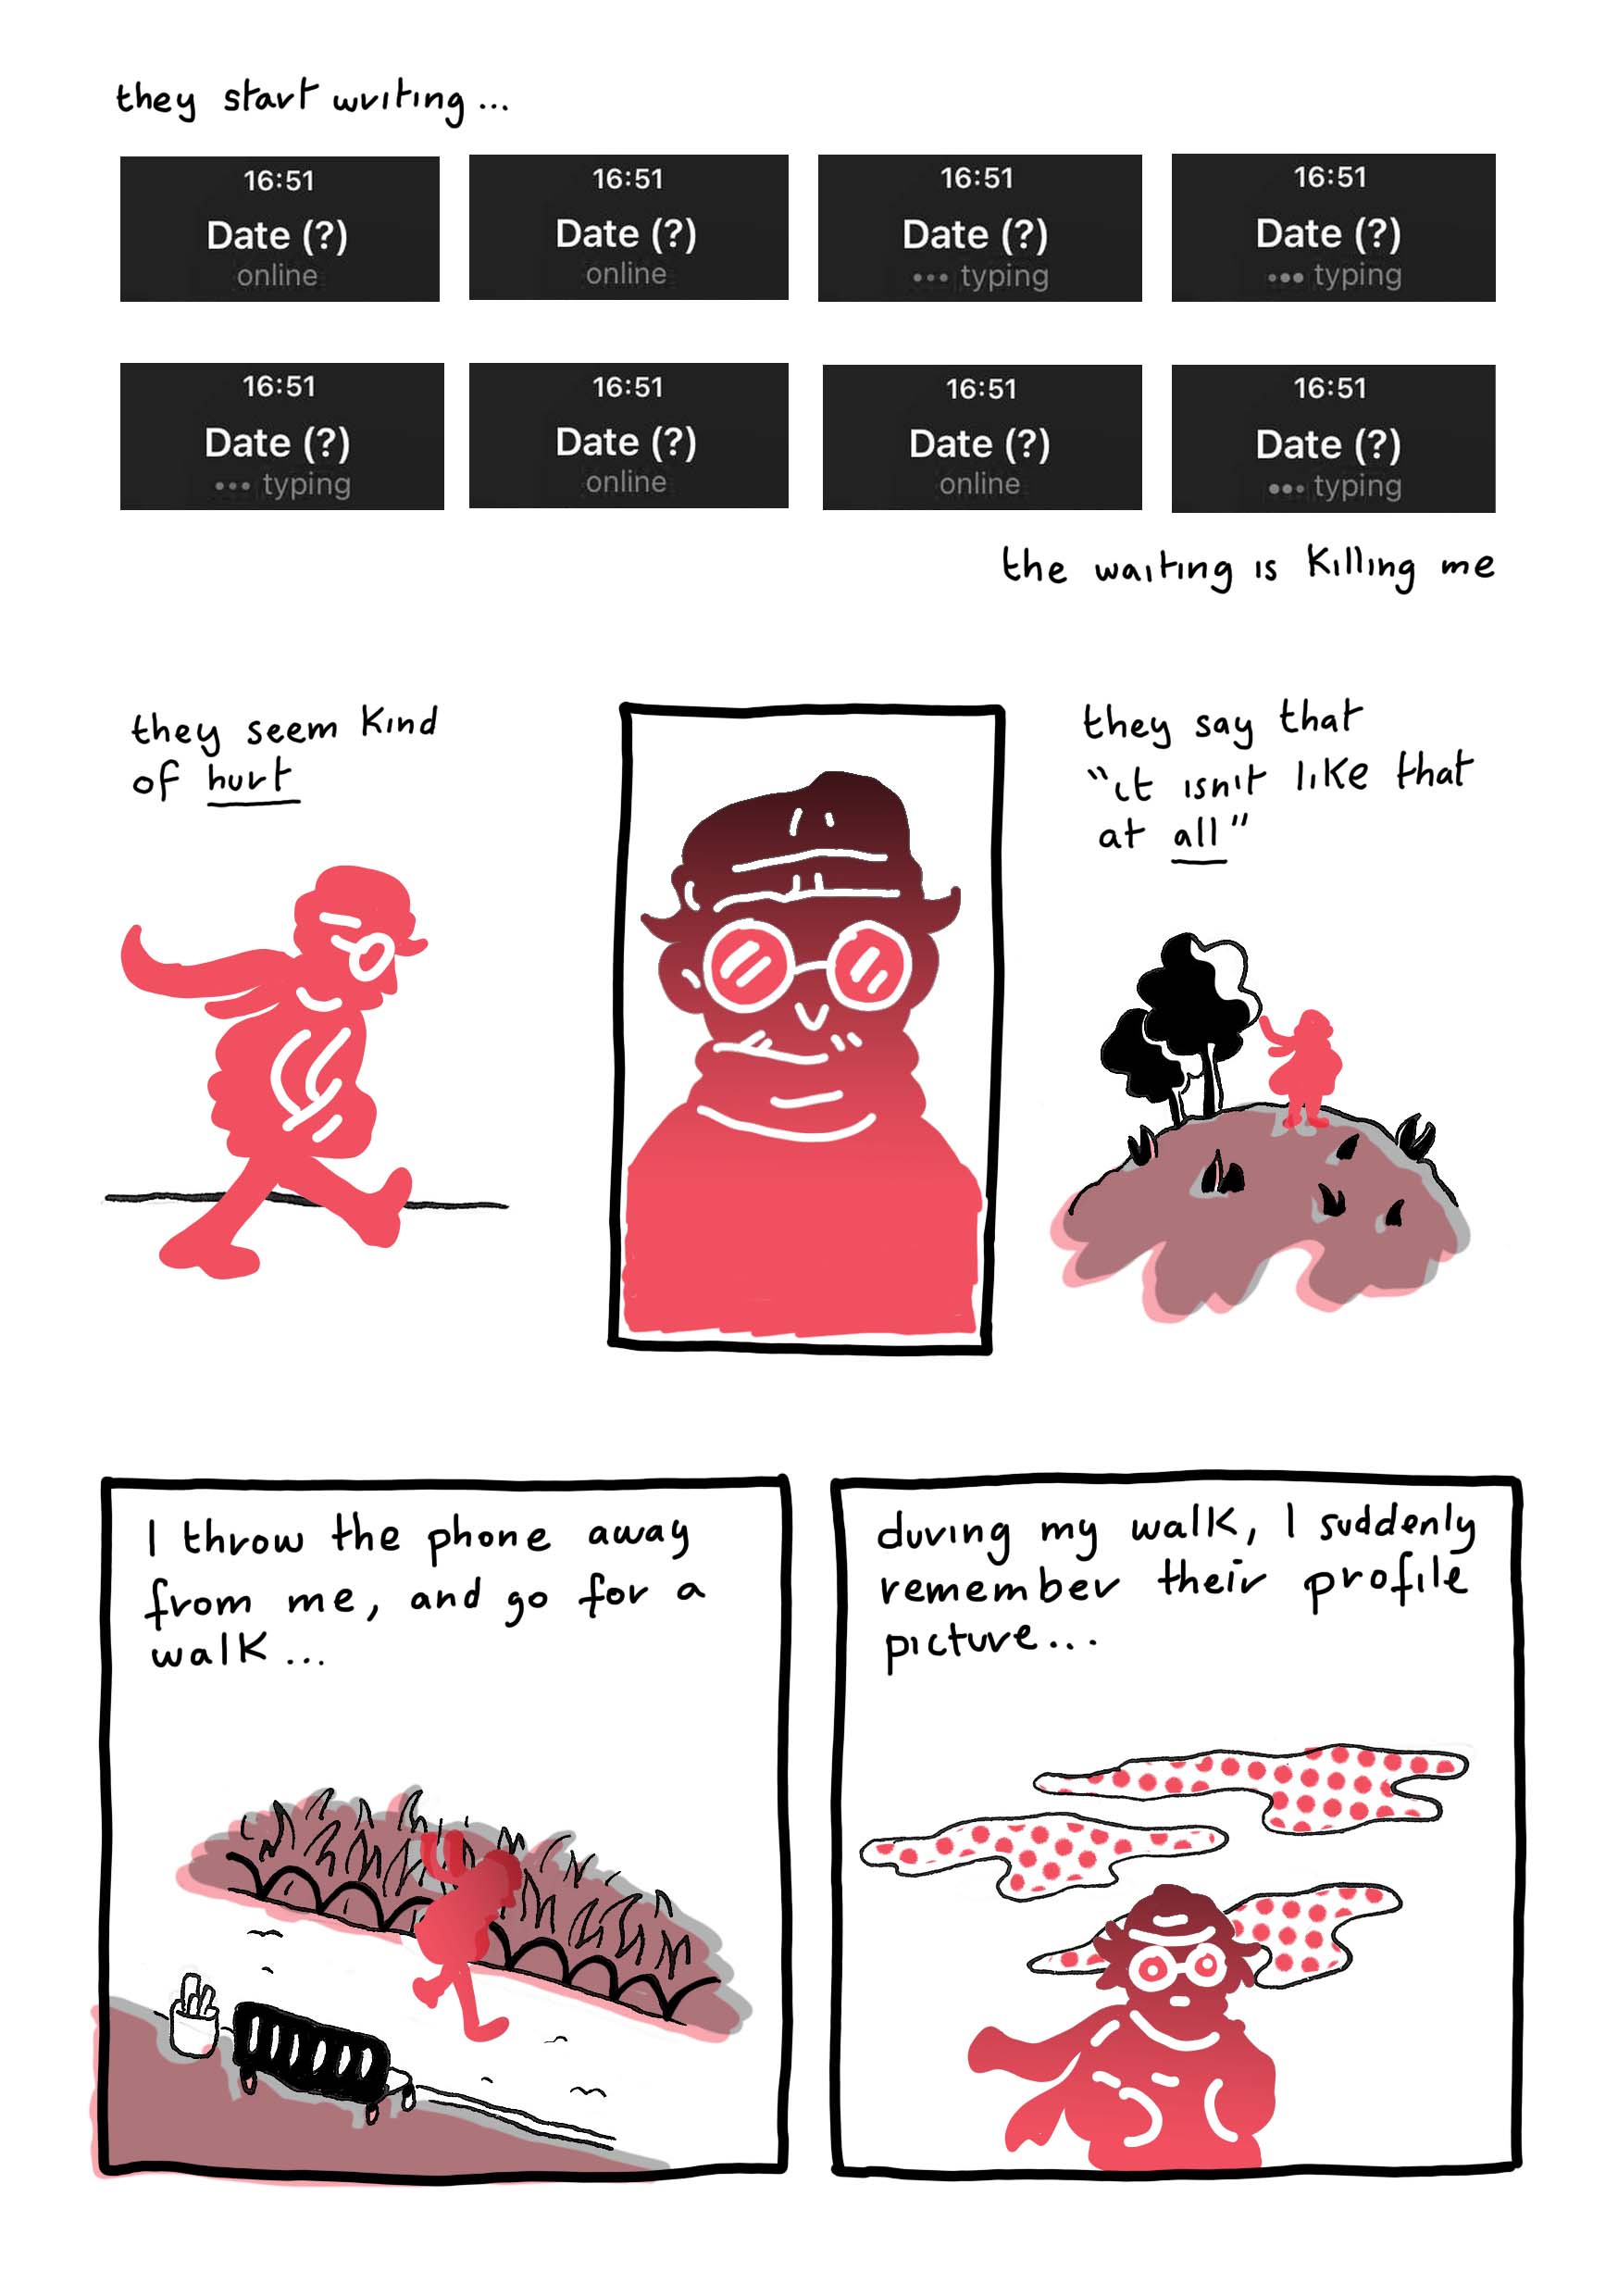 they start writing...
16:51
Date (?)
online
16:51
Date (?)
online
16:51
Date (?)
••• typing
16:51
Date (?)
••• typing
16:51
Date (?)
••• typing
16:51
Date (?)
online
16:51
Date (?)
online
16:51
Date (?)
••• typing
the waiting is killing me
they seem kind
of hurt
they say that
"it isn't like that
at all"
I throw the phone away
from me, and go for a
walk...
during my walk, I suddenly
remember their profile
picture...